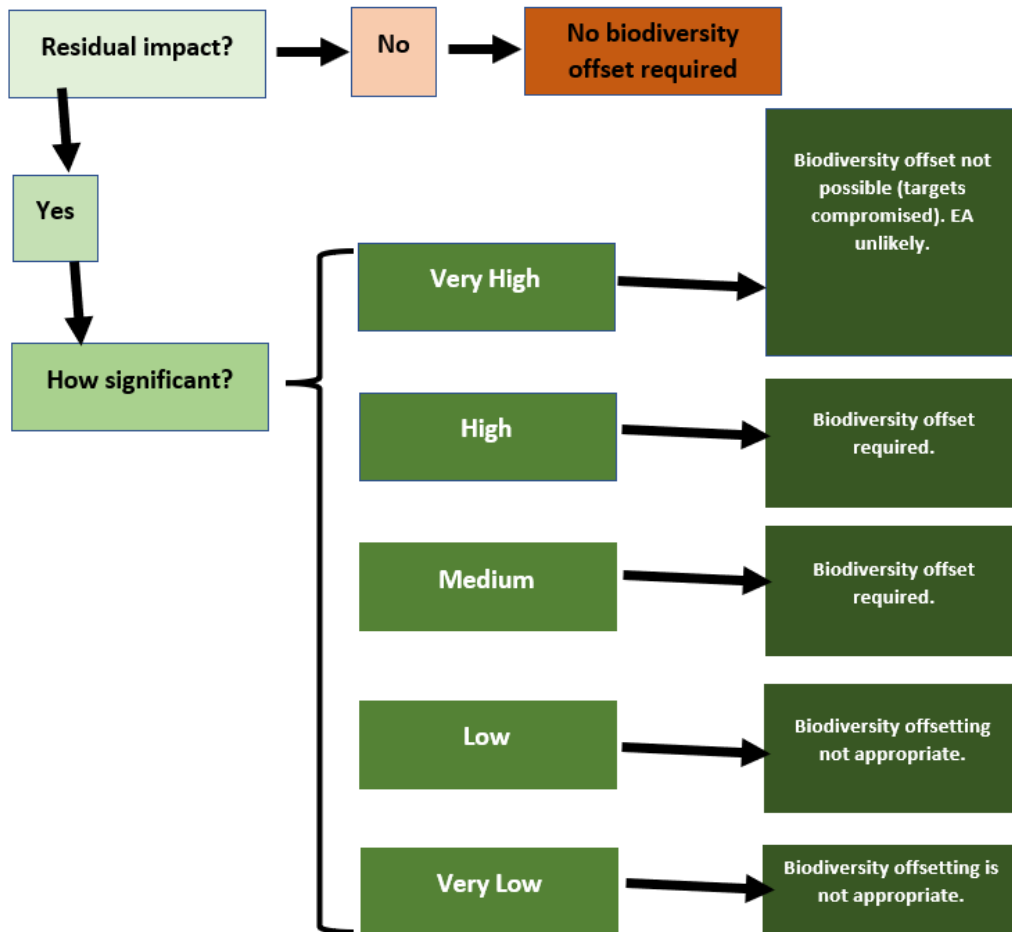 Residual impact?
No
No biodiversity
offset required
Yes
How significant?
Very High
Biodiversity offset not
possible (targets
compromised). EA
unlikely.
High
Biodiversity offset
required.
Medium
Biodiversity offset
required.
Low
Biodiversity offsetting
not appropriate.
Very Low
Biodiversity offsetting is
not appropriate.